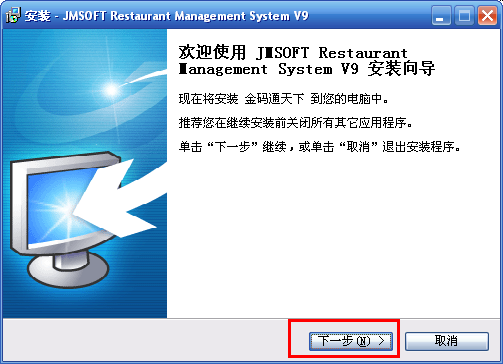 安装 - JMSOFT Restaurant Management System V9
欢迎使用 JMSOFT Restaurant
Management System V9 安装向导
现在将安装 金码通天下 到您的电脑中。
推荐您在继续安装前关闭所有其它应用程序。
单击“下一步”继续，或单击“取消”退出安装程序。
下一步(N) >
取消